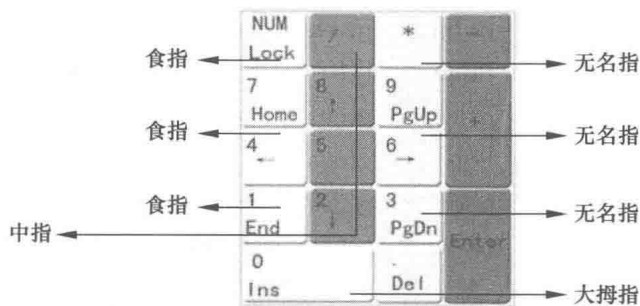 NUM / * -
Lock
食指 无名指
7 8 9 +
Home ↑ PgUp
食指 无名指
4 5 6
← →
食指 1 2 3 无名指
中指 End ↓ PgDn Enter
0 .
Ins Del 大拇指